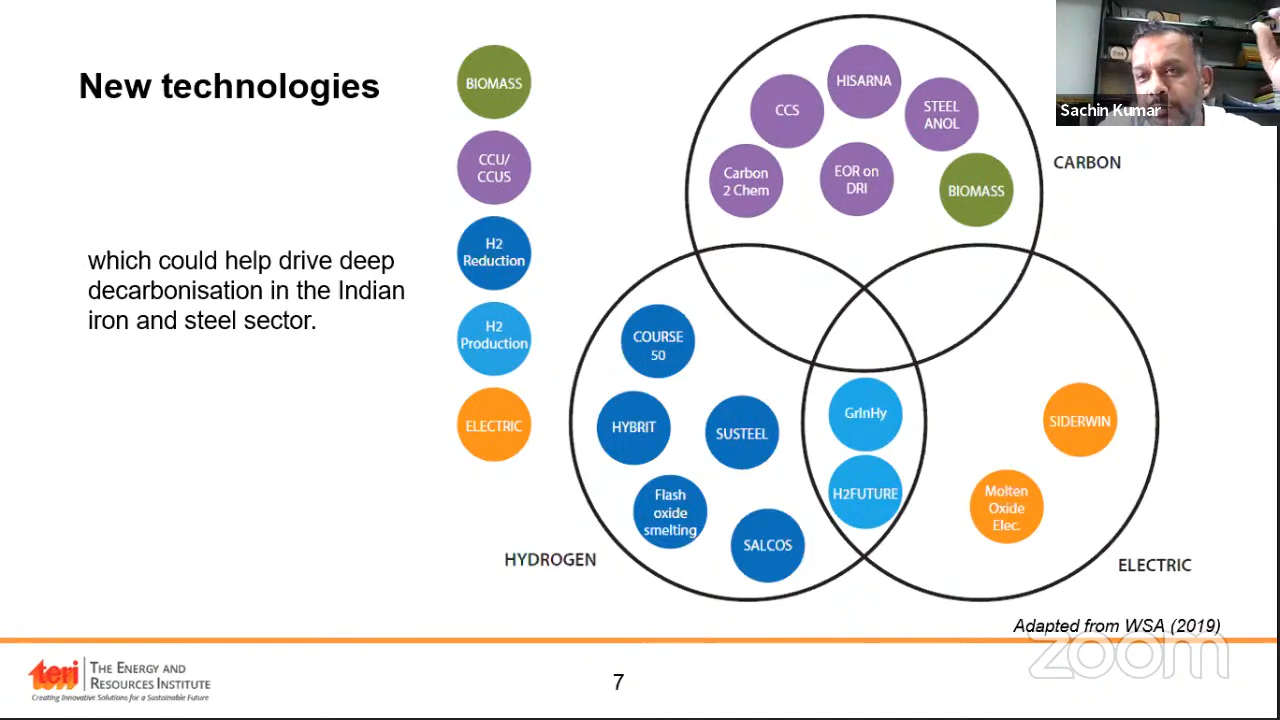 New technologies
which could help drive deep
decarbonisation in the Indian
iron and steel sector.
BIOMASS
CCU/
CCUS
H2
Reduction
H2
Production
ELECTRIC
HISARNA
CCS
STEEL
ANOL
Carbon
2 Chem
EOR on
DRI
BIOMASS
CARBON
COURSE
50
HYBRIT
SUSTEEL
Flash
oxide
smelting
SALCOS
HYDROGEN
GrInHy
H2FUTURE
SIDERWIN
Molten
Oxide
Elec.
ELECTRIC
Adapted from WSA (2019)
zoom
teri
THE ENERGY AND
RESOURCES INSTITUTE
Creating Innovative Solutions for a Sustainable Future
7
Sachin Kumar